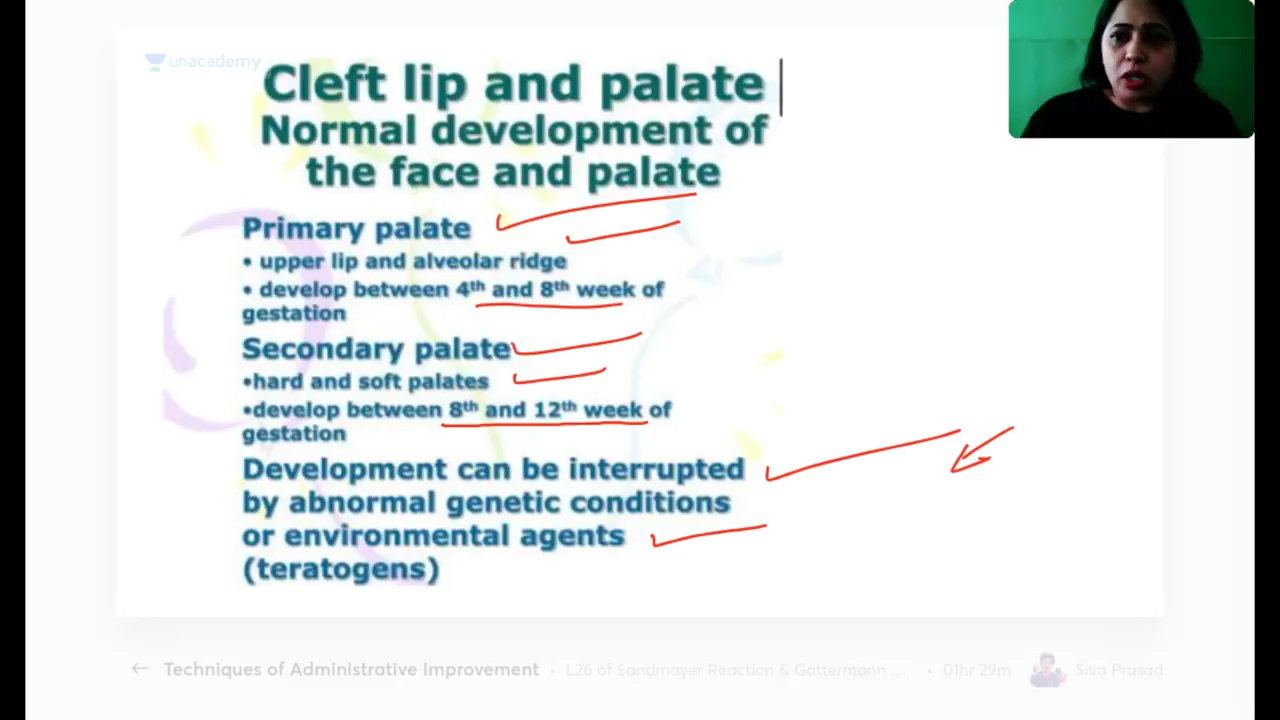 unacademy
Cleft lip and palate
Normal development of
the face and palate
Primary palate
• upper lip and alveolar ridge
• develop between 4th and 8th week of
gestation
Secondary palate
•hard and soft palates
•develop between 8th and 12th week of
gestation
Development can be interrupted
by abnormal genetic conditions
or environmental agents
(teratogens)
← Techniques of Administrative Improvement • L26 of Sandmayer Reaction & Gattermann ... • 01hr 29m Siva Prasad